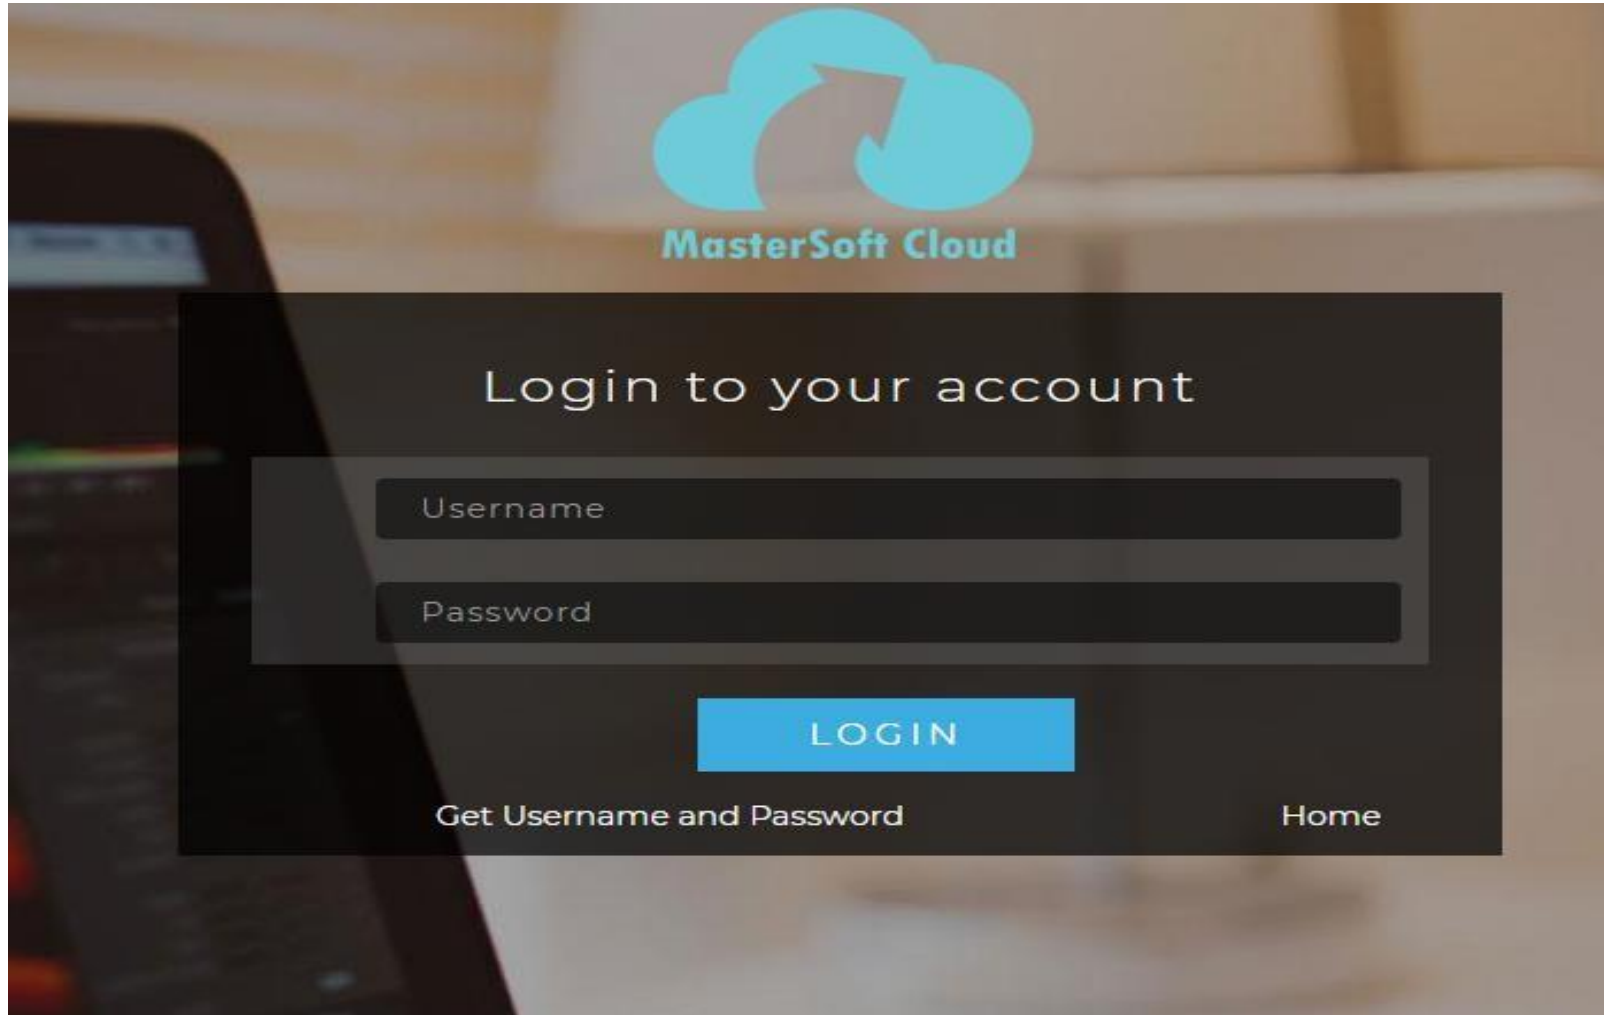 MasterSoft Cloud
Login to your account
Username
Password
LOGIN
Get Username and Password
Home